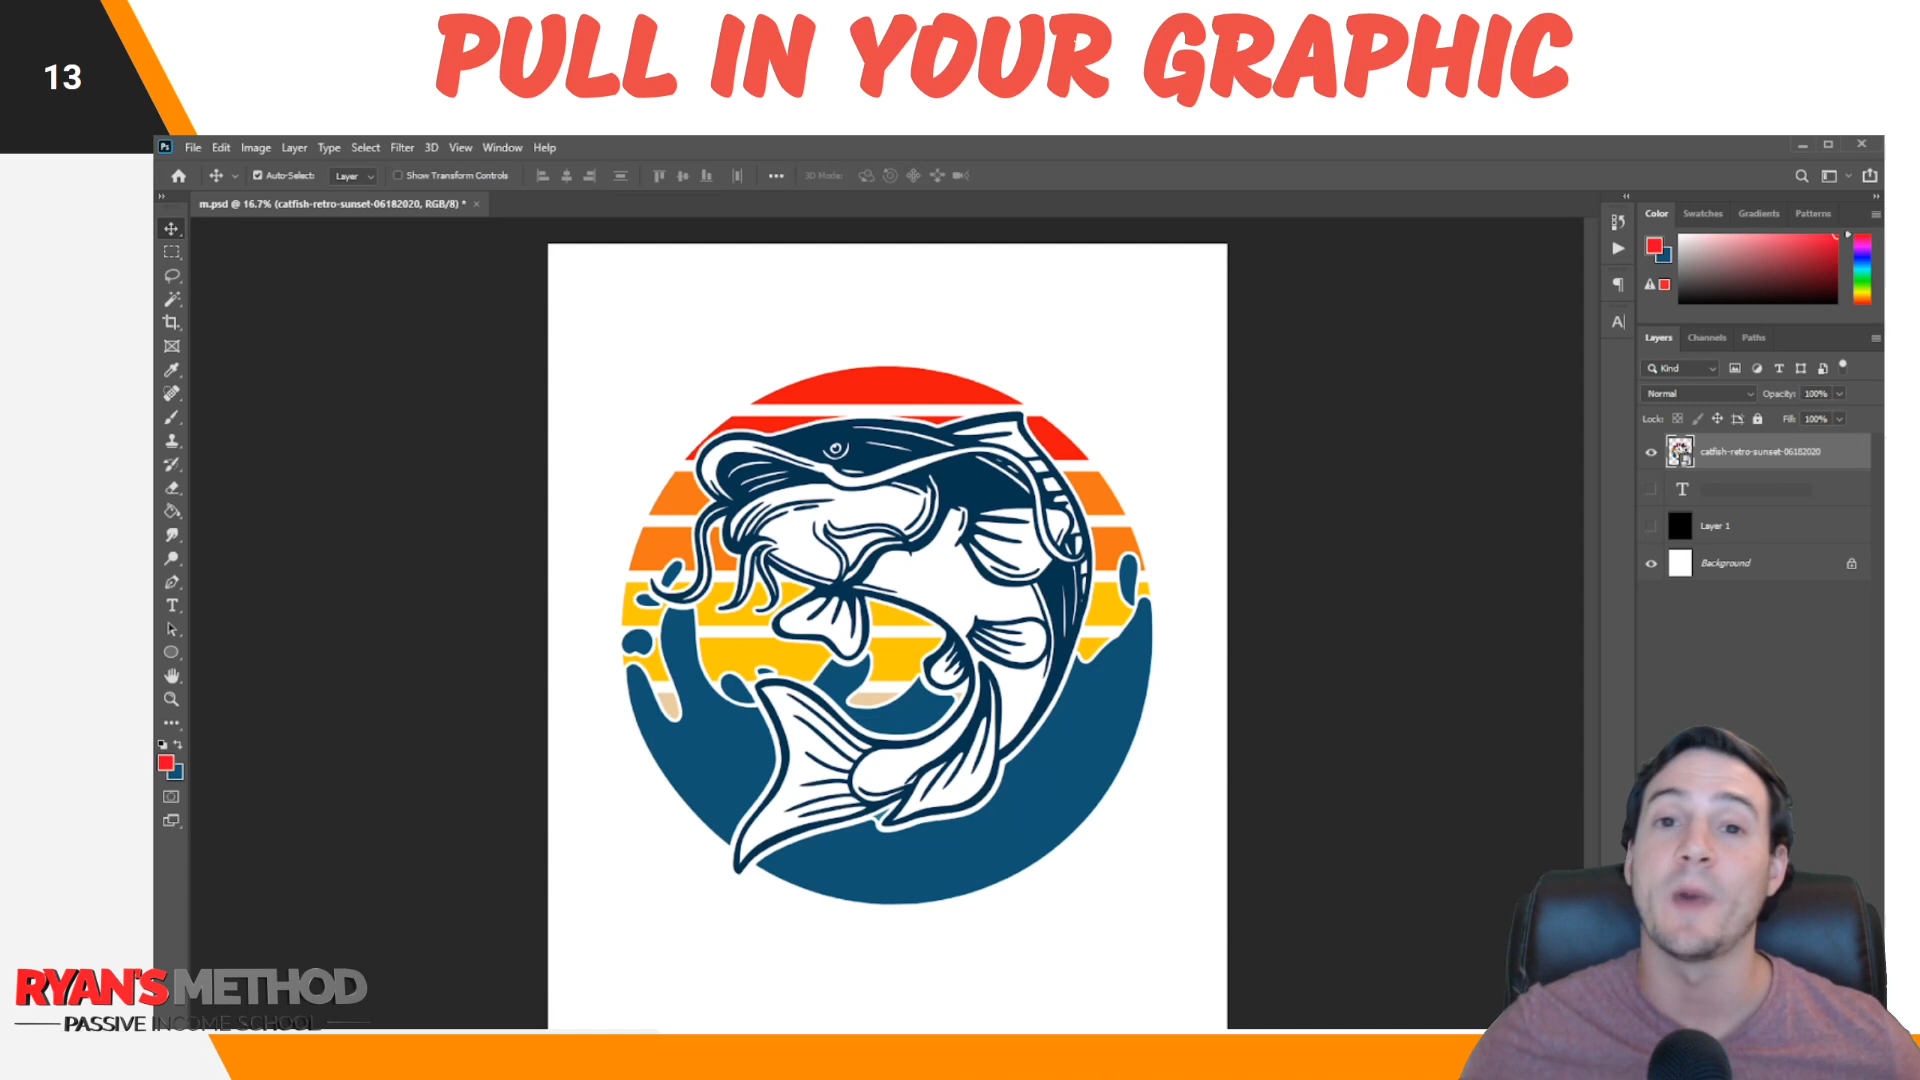 13
PULL IN YOUR GRAPHIC
Ps File Edit Image Layer Type Select Filter 3D View Window Help
Auto-Select: Layer Show Transform Controls 3D Mode:
m.psd @ 16.7% (catfish-retro-sunset-06182020, RGB/8) *
Color Swatches Gradients Patterns
Layers Channels Paths
Kind
Normal Opacity: 100%
Lock: Fill: 100%
catfish-retro-sunset-06182020
Layer 1
Background
RYAN'S METHOD
PASSIVE INCOME SCHOOL